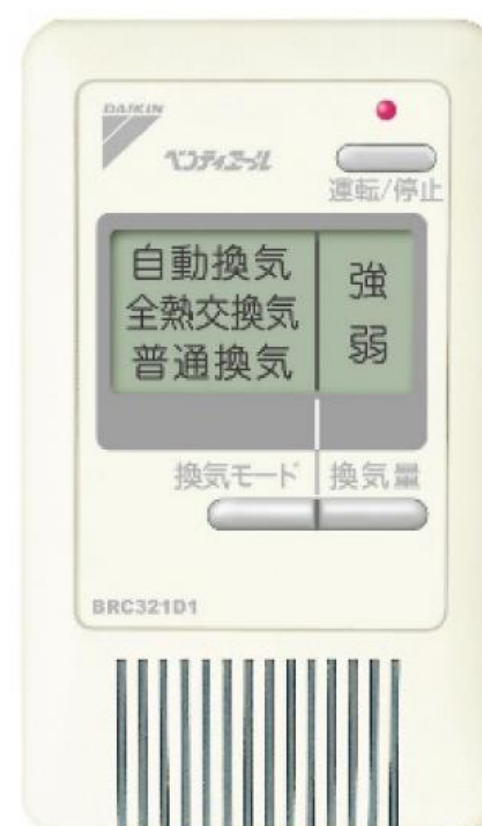 DAIKIN
ベンティエール
運転/停止
自動換気
強
全熱交換気
弱
普通換気
換気モード
換気量
BRC321D1